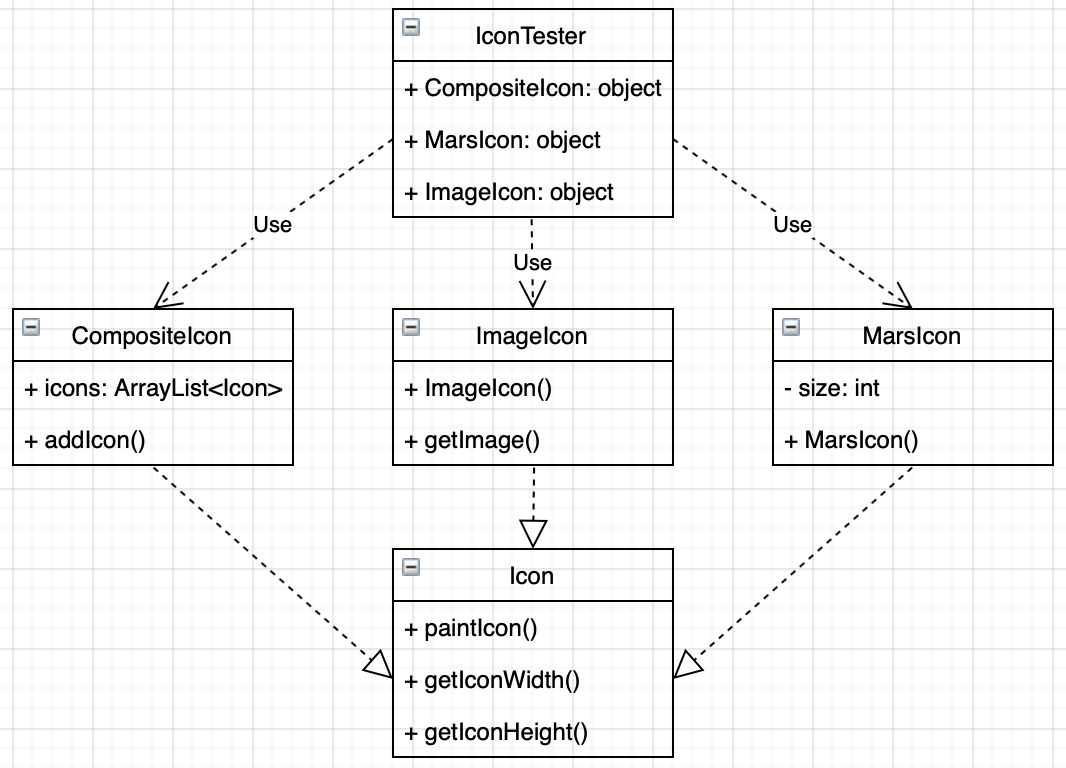 IconTester
+ CompositeIcon: object
+ MarsIcon: object
+ ImageIcon: object
Use
Use
Use
CompositeIcon
+ icons: ArrayList<Icon>
+ addIcon()
ImageIcon
+ ImageIcon()
+ getImage()
MarsIcon
- size: int
+ MarsIcon()
Icon
+ paintIcon()
+ getIconWidth()
+ getIconHeight()